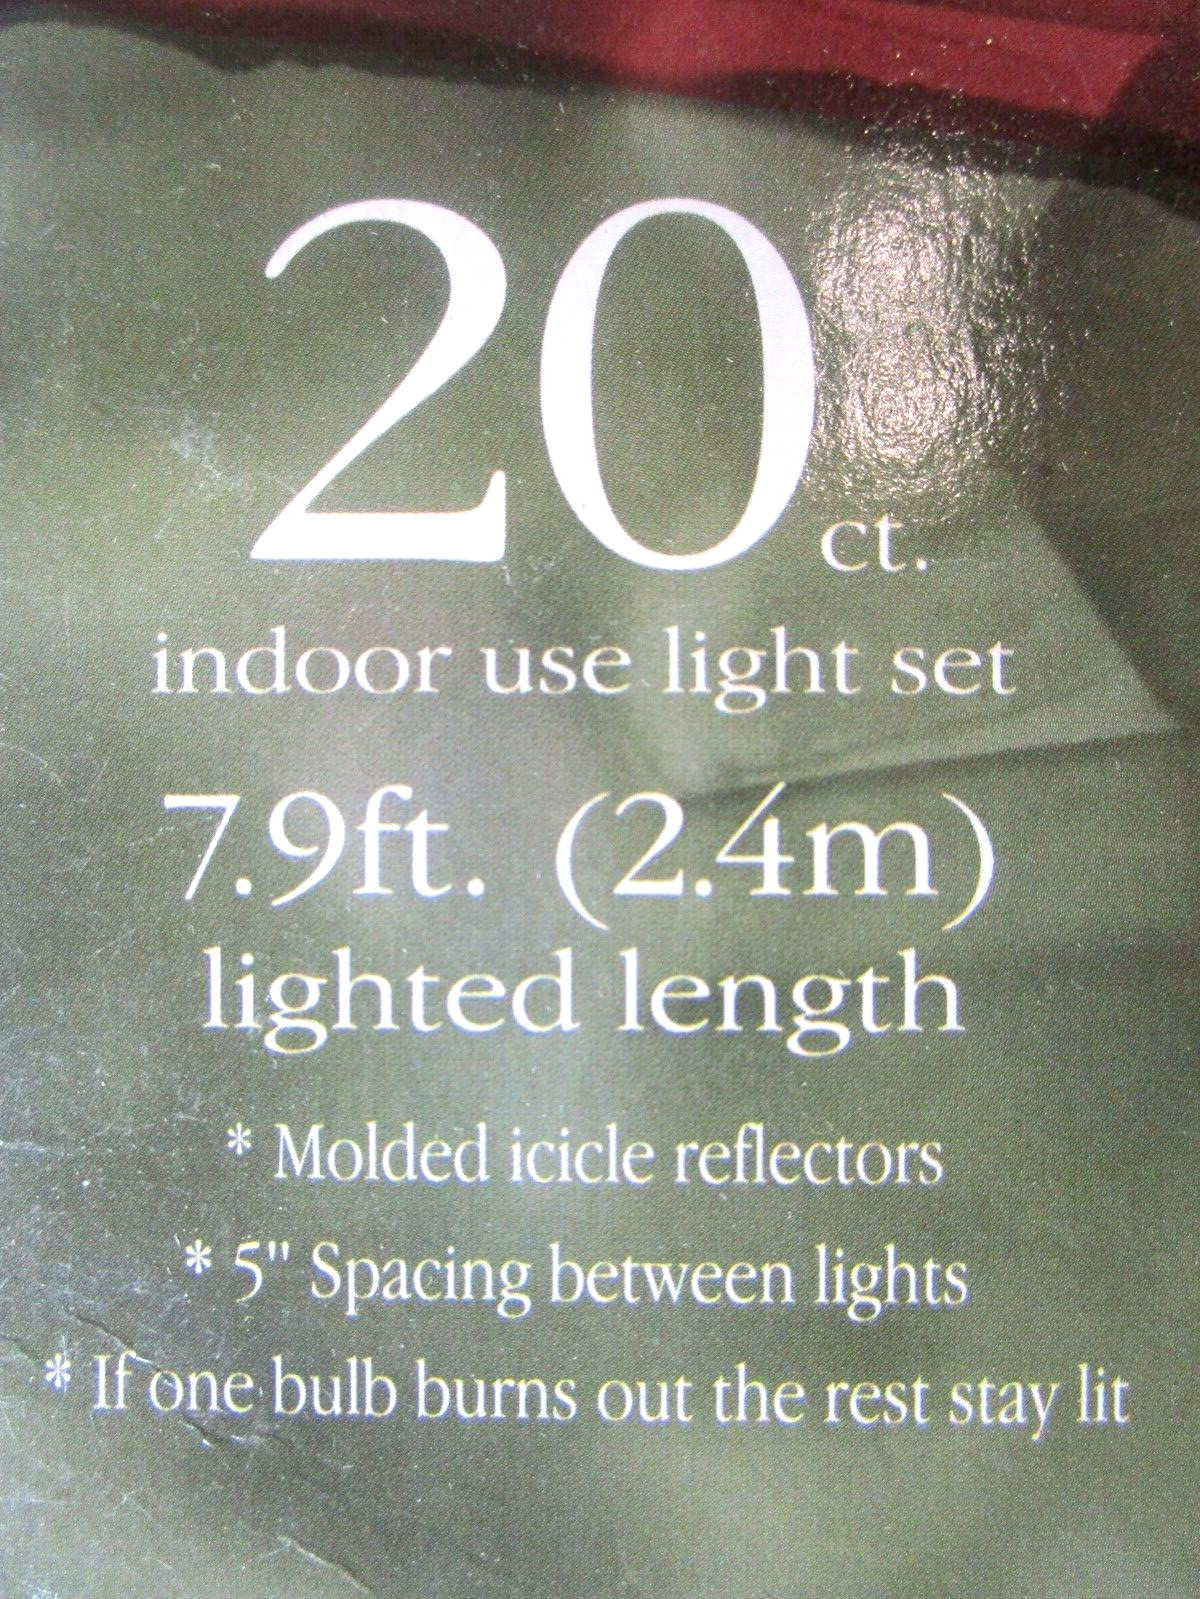 20 ct.
indoor use light set
7.9ft. (2.4m)
lighted length
* Molded icicle reflectors
* 5" Spacing between lights
* If one bulb burns out the rest stay lit